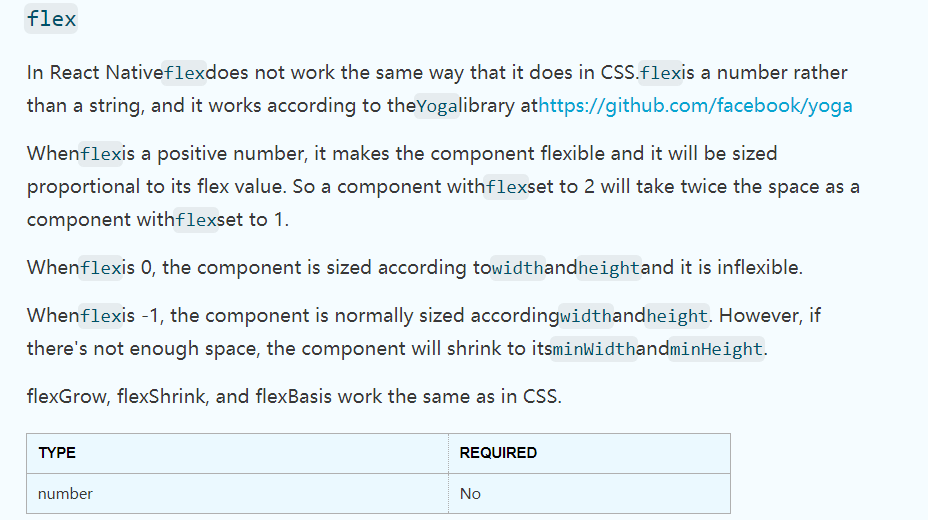 flex
In React Nativeflexdoes not work the same way that it does in CSS.flexis a number rather
than a string, and it works according to theYogalibrary athttps://github.com/facebook/yoga
Whenflexis a positive number, it makes the component flexible and it will be sized
proportional to its flex value. So a component withflexset to 2 will take twice the space as a
component withflexset to 1.
Whenflexis 0, the component is sized according towidthandheightand it is inflexible.
Whenflexis -1, the component is normally sized accordingwidthandheight. However, if
there's not enough space, the component will shrink to itsminWidthandminHeight.
flexGrow, flexShrink, and flexBasis work the same as in CSS.
TYPE REQUIRED
number No